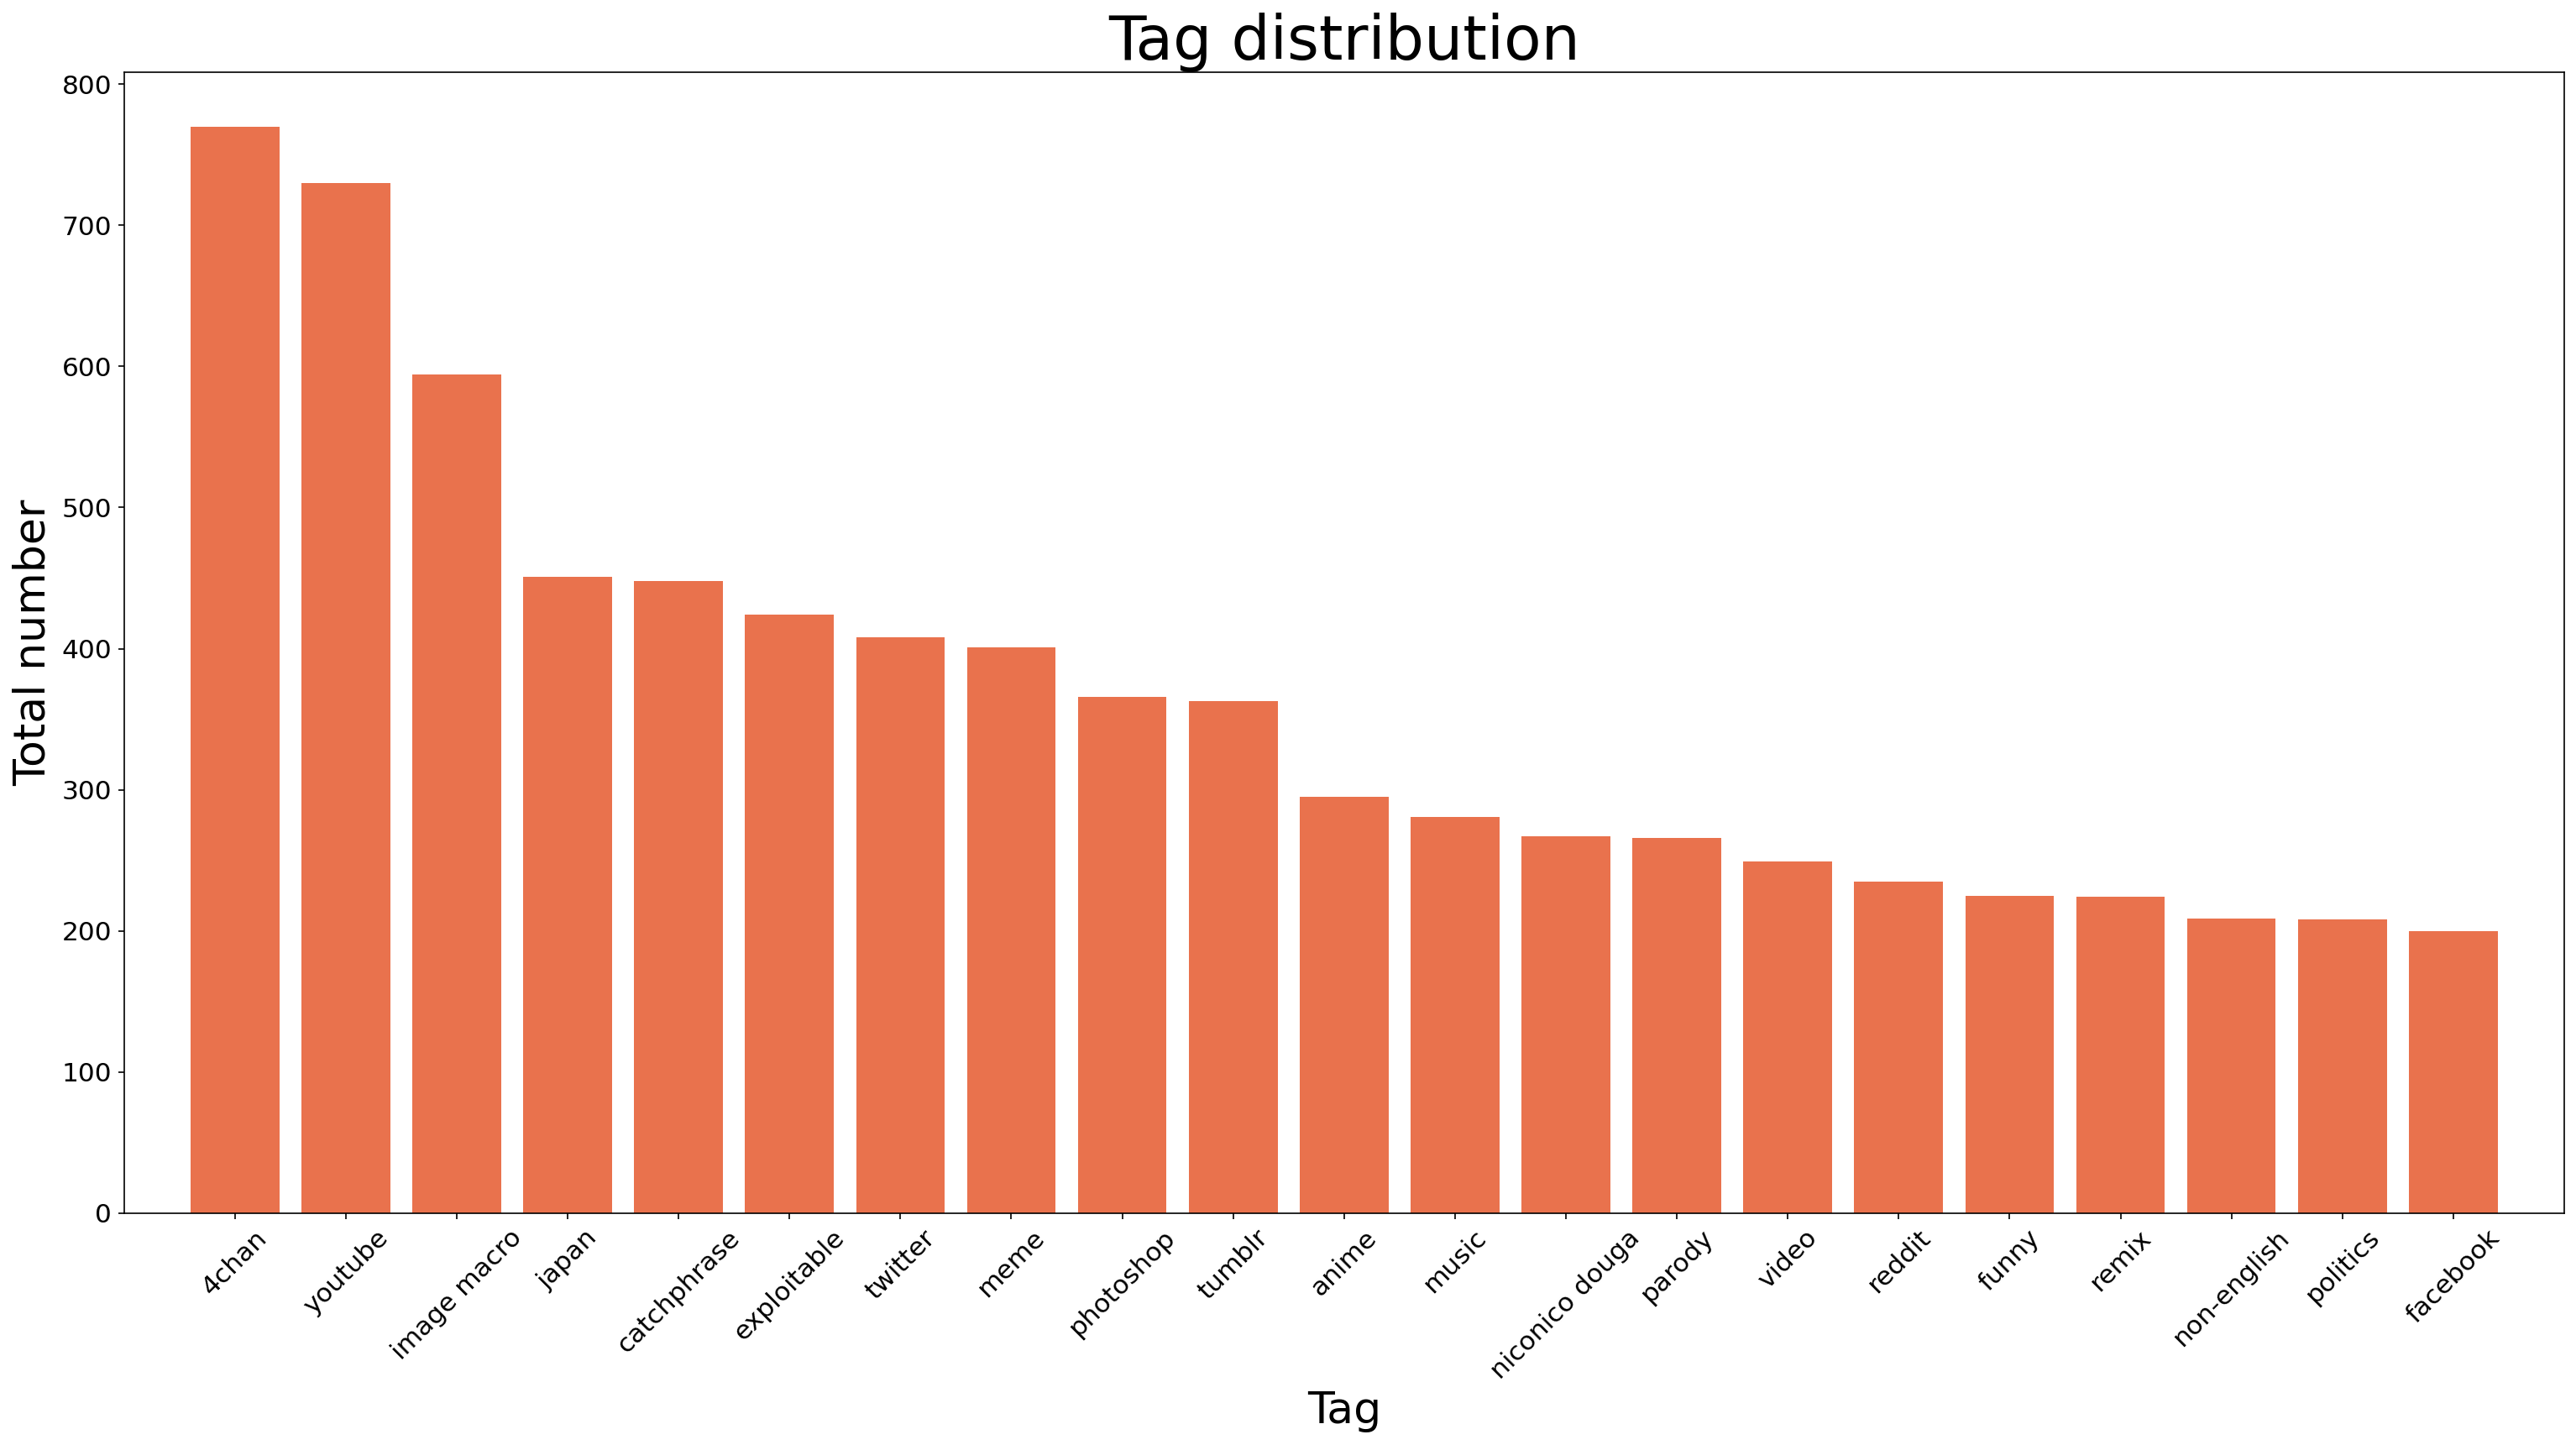 Tag distribution
Total number
800
700
600
500
400
300
200
100
0
4chan
youtube
image macro
japan
catchphrase
exploitable
twitter
meme
photoshop
tumblr
anime
music
niconico douga
parody
video
reddit
funny
remix
non-english
politics
facebook
Tag